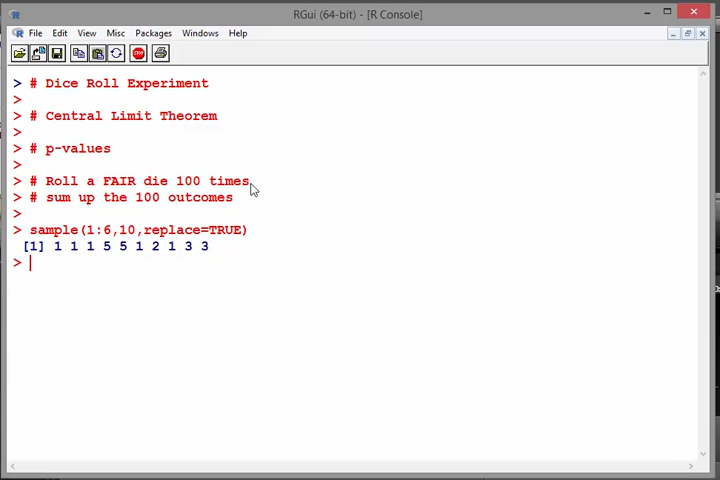 RGui (64-bit) - [R Console]
File Edit View Misc Packages Windows Help
STOP
> # Dice Roll Experiment
>
> # Central Limit Theorem
>
> # p-values
>
> # Roll a FAIR die 100 times
> # sum up the 100 outcomes
>
> sample(1:6,10,replace=TRUE)
[1] 1 1 1 5 5 1 2 1 3 3
>